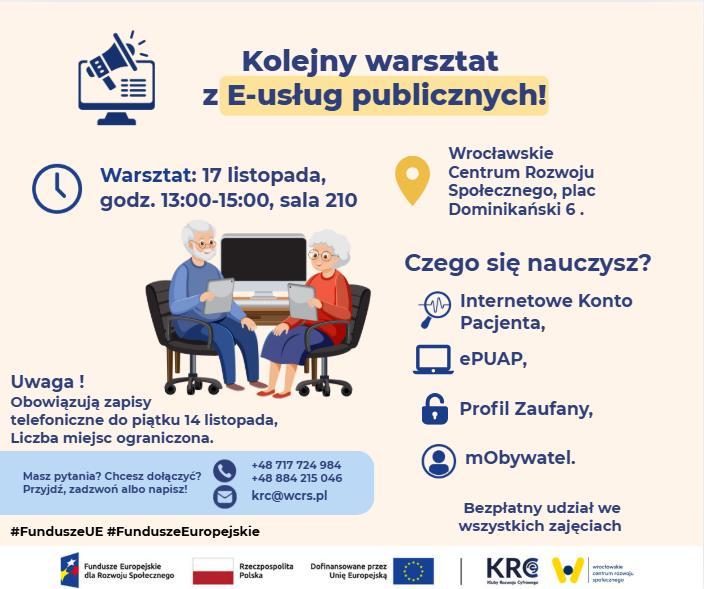 Kolejny warsztat
z E-usług publicznych!
Warsztat: 17 listopada,
godz. 13:00-15:00, sala 210
Wrocławskie
Centrum Rozwoju
Społecznego, plac
Dominikański 6 .
Czego się nauczysz?
Internetowe Konto
Pacjenta,
ePUAP,
Profil Zaufany,
mObywatel.
Bezpłatny udział we
wszystkich zajęciach
Uwaga !
Obowiązują zapisy
telefoniczne do piątku 14 listopada,
Liczba miejsc ograniczona.
Masz pytania? Chcesz dołączyć?
Przyjdź, zadzwoń albo napisz!
+48 717 724 984
+48 884 215 046
krc@wcrs.pl
#FunduszeUE #FunduszeEuropejskie
Fundusze Europejskie
dla Rozwoju Społecznego
Rzeczpospolita
Polska
Dofinansowane przez
Unię Europejską
KRC
Kluby Rozwoju Cyfrowego
wrocławskie
centrum rozwoju
społecznego